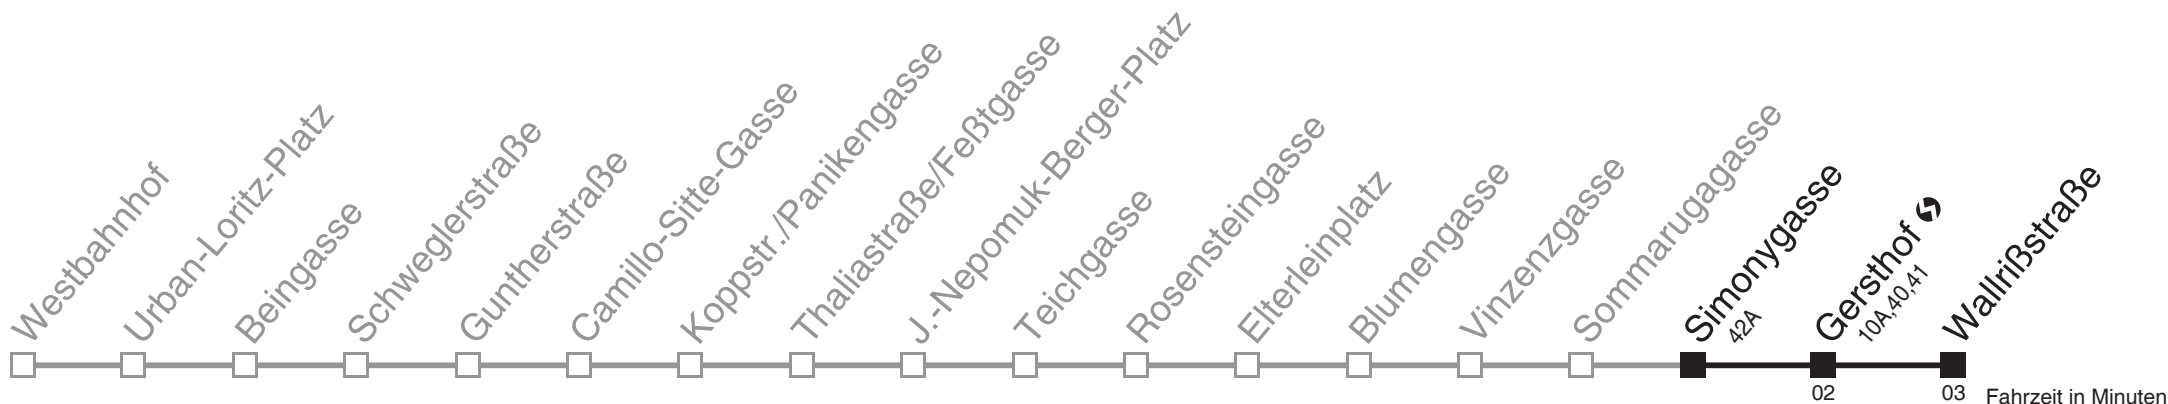 Westbahnhof
Urban-Loritz-Platz
Beingasse
Schweglerstraße
Guntherstraße
Camillo-Sitte-Gasse
Koppstr./Panikengasse
Thaliastraße/Feßtgasse
J.-Nepomuk-Berger-Platz
Teichgasse
Rosensteingasse
Elterleinplatz
Blumengasse
Vinzenzgasse
Sommarugagasse
Simonygasse
42A
Gersthof
10A,40,41
Wallrißstraße
02
03
Fahrzeit in Minuten